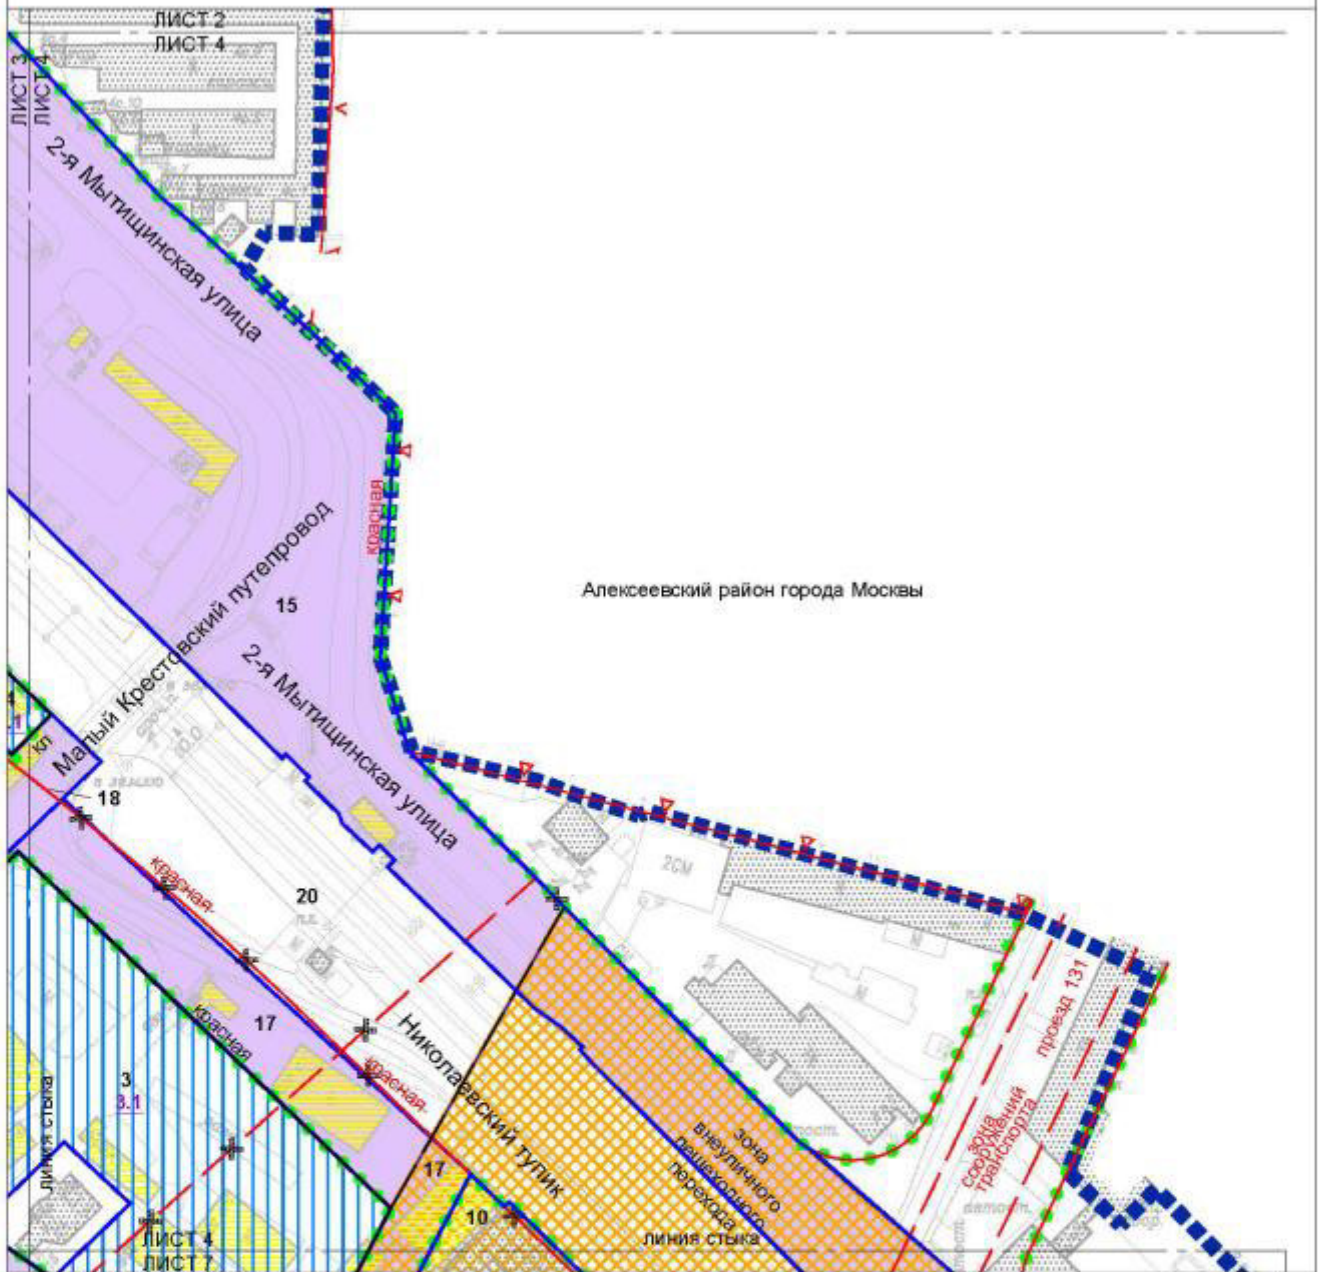 ЛИСТ 2
ЛИСТ 4
ЛИСТ 3
ЛИСТ 4
2-я Мытищинская улица
красная
Малый Крестовский путепровод
15
Алексеевский район города Москвы
2-я Мытищинская улица
кл
18
красная
20
2СМ
красная
17
Николаевский тупик
красная
проезд 131
зона
сооружений
транспорта
3
3.1
линия стыка
зона
внеуличного
пешеходного
перехода
17
10
линия стыка
ЛИСТ 4
ЛИСТ 7